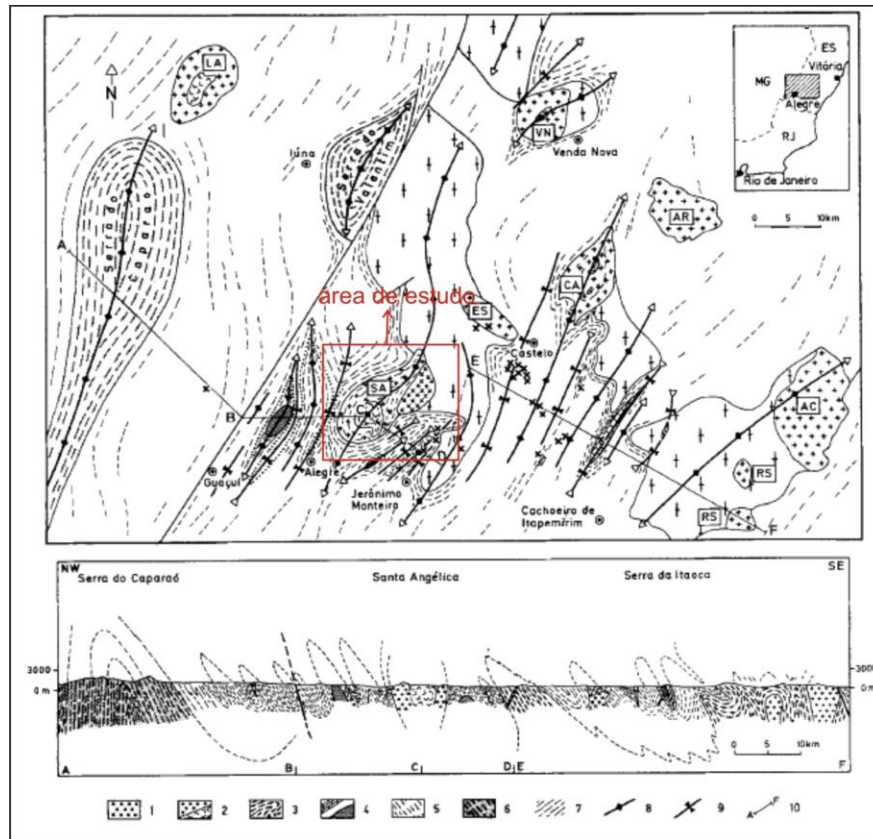 LA
N
Serra do Caparaó
A
Iúna
Serra do Valentim
VN
Venda Nova
ES
Vitória
MG
Alegre
RJ
Rio de Janeiro
0 5 10km
AR
CA
área de estudo
ES
Castelo
E
SA
B
C
D
Guaçuí
Alegre
Jerônimo
Monteiro
Cachoeiro de
Itapemirim
AC
RS
RS
F
NW
SE
Serra do Caparaó
Santa Angélica
Serra da Itaoca
3000
0 m
3000
0 m
0 5 10km
A
B
C
D
E
F
1
2
3
4
5
6
7
8
9
A F
10